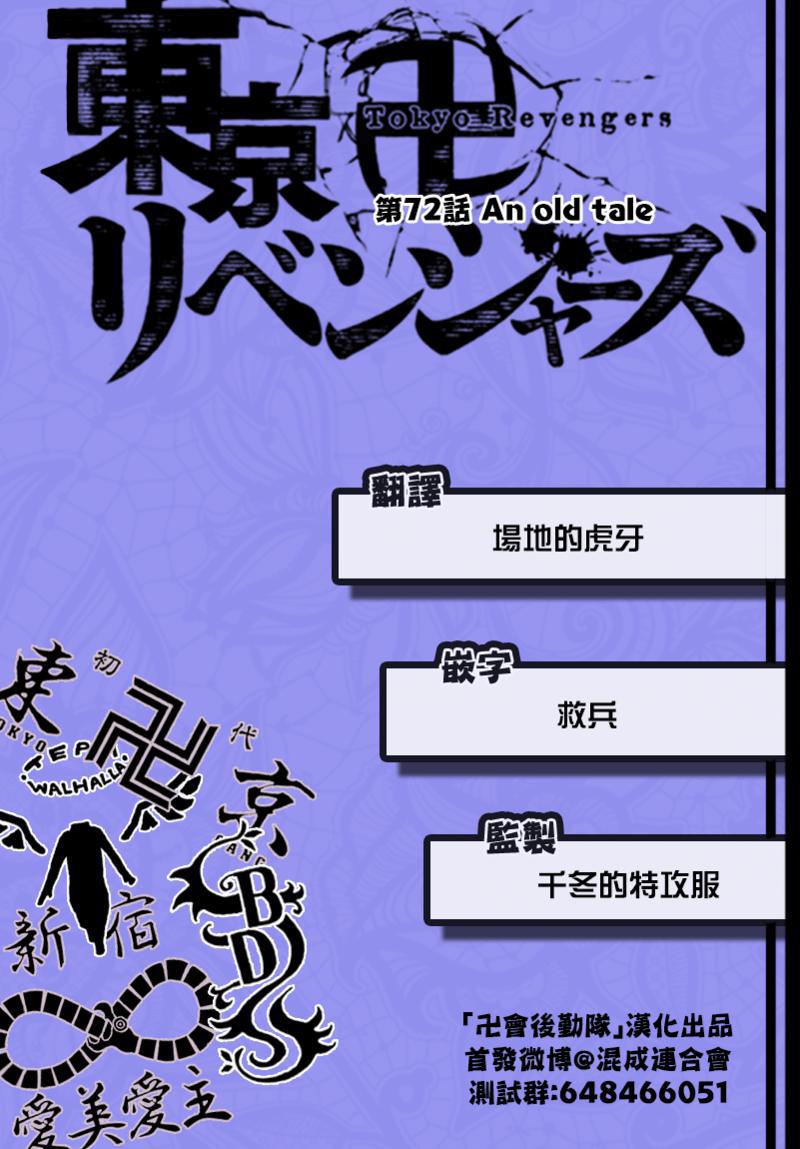 東京卍
Tokyo Revengers
第72話 An old tale
リベンジャーズ
翻譯
場地的虎牙
嵌字
救兵
監製
千冬的特攻服
東
初
卍
代
京
WALHALLA
BD
新宿
愛美愛主
「卍會後勤隊」漢化出品
首發微博@混成連合會
測試群:648466051